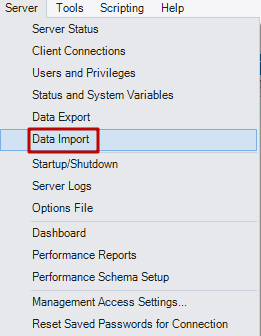 Server Tools Scripting Help
Server Status
Client Connections
Users and Privileges
Status and System Variables
Data Export
Data Import
Startup/Shutdown
Server Logs
Options File
Dashboard
Performance Reports
Performance Schema Setup
Management Access Settings...
Reset Saved Passwords for Connection